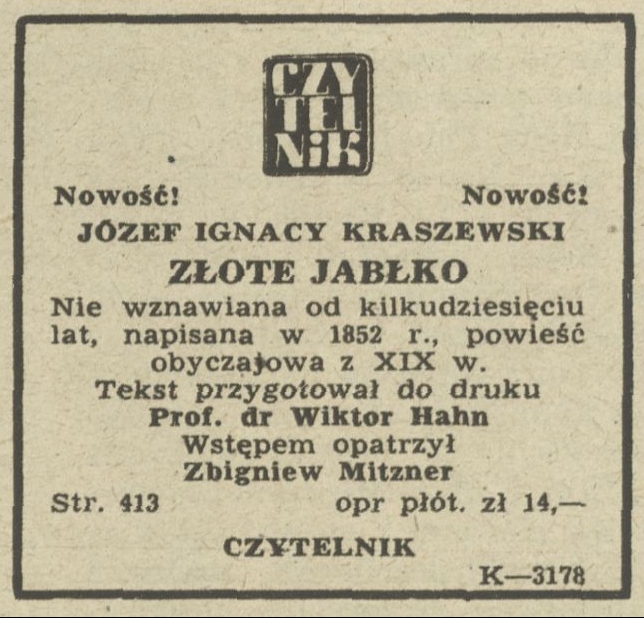 CZY
TEL
NiK
Nowość! Nowość!
JÓZEF IGNACY KRASZEWSKI
ZŁOTE JABŁKO
Nie wznawiana od kilkudziesięciu
lat, napisana w 1852 r., powieść
obyczajowa z XIX w.
Tekst przygotował do druku
Prof. dr Wiktor Hahn
Wstępem opatrzył
Zbigniew Mitzner
Str. 413 opr płót. zł 14,—
CZYTELNIK
K—3178